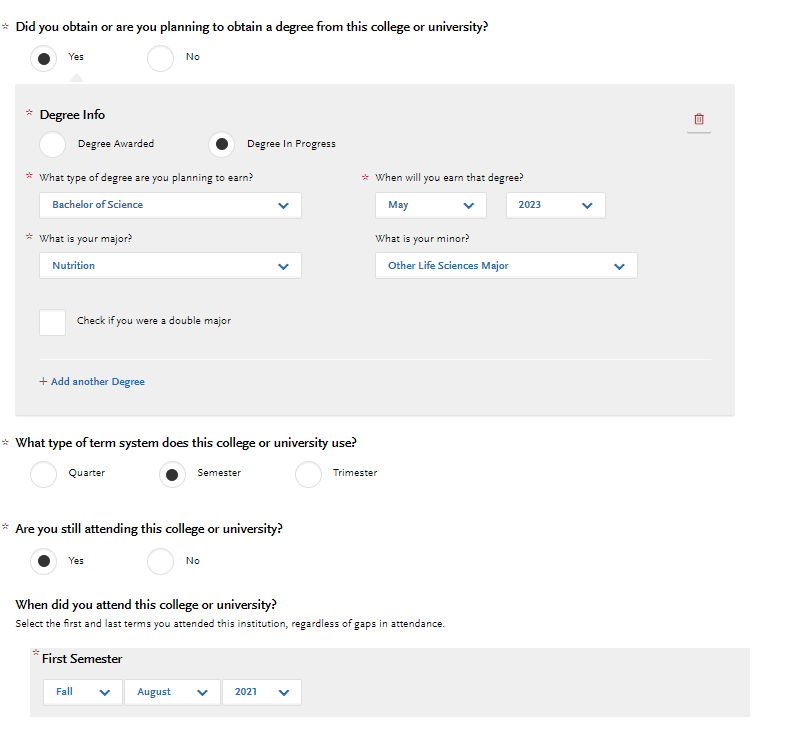 * Did you obtain or are you planning to obtain a degree from this college or university?
Yes No
* Degree Info
Degree Awarded Degree In Progress
* What type of degree are you planning to earn? * When will you earn that degree?
Bachelor of Science May 2023
* What is your major? What is your minor?
Nutrition Other Life Sciences Major
Check if you were a double major
+ Add another Degree
* What type of term system does this college or university use?
Quarter Semester Trimester
* Are you still attending this college or university?
Yes No
When did you attend this college or university?
Select the first and last terms you attended this institution, regardless of gaps in attendance.
* First Semester
Fall August 2021